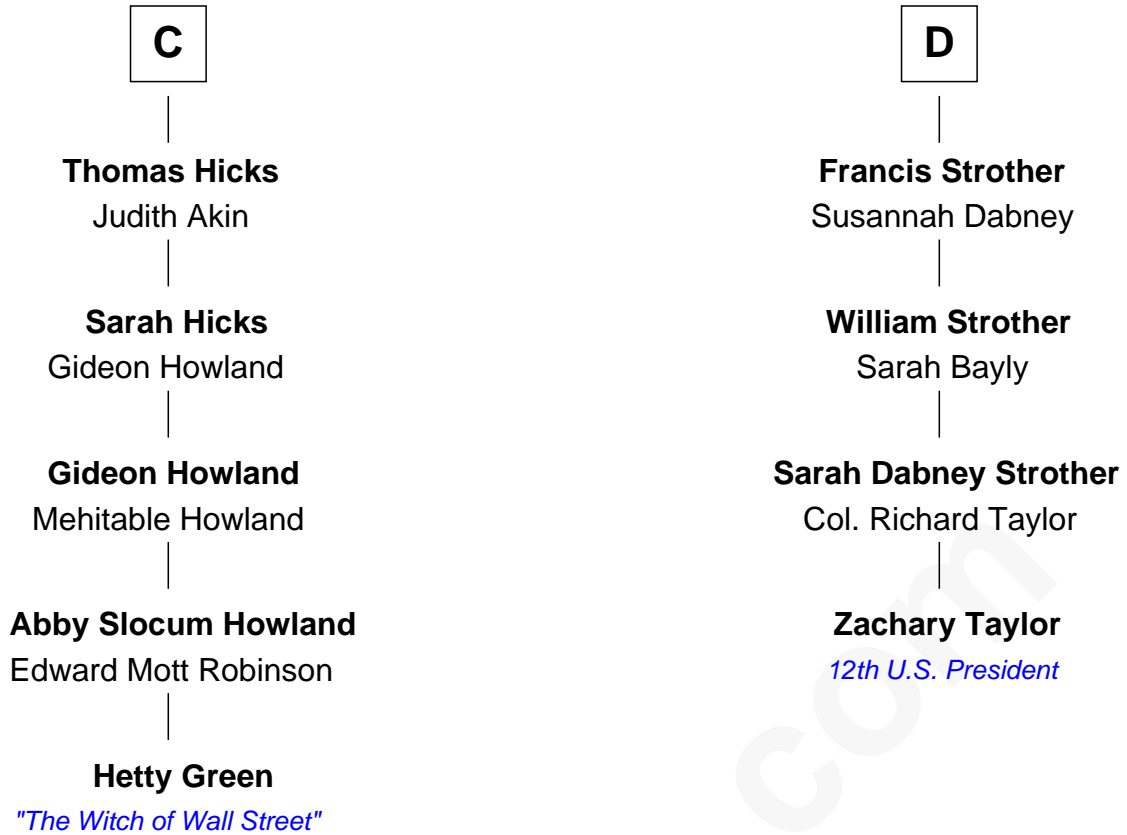 C
Thomas Hicks
Judith Akin
Sarah Hicks
Gideon Howland
Gideon Howland
Mehitable Howland
Abby Slocum Howland
Edward Mott Robinson
Hetty Green
"The Witch of Wall Street"
D
Francis Strother
Susannah Dabney
William Strother
Sarah Bayly
Sarah Dabney Strother
Col. Richard Taylor
Zachary Taylor
12th U.S. President
com